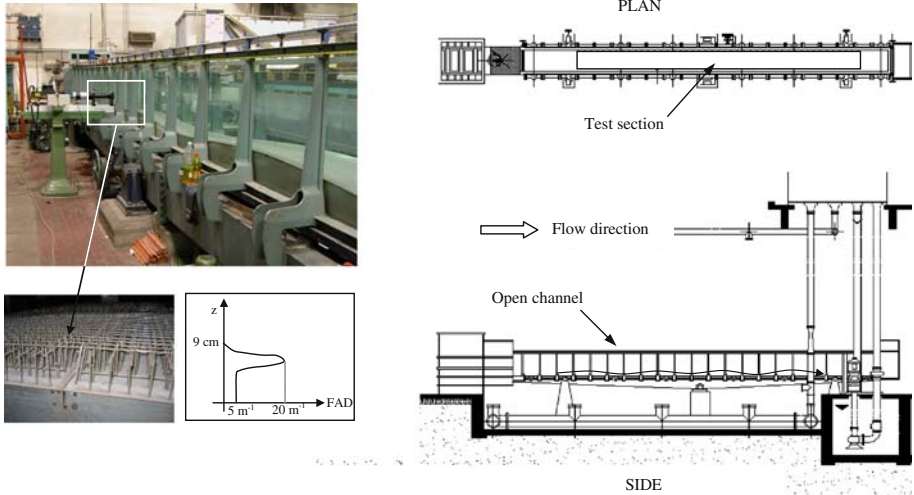 PLAN
Test section
Flow direction
Open channel
z
9 cm
5 m⁻¹
20 m⁻¹
FAD
SIDE